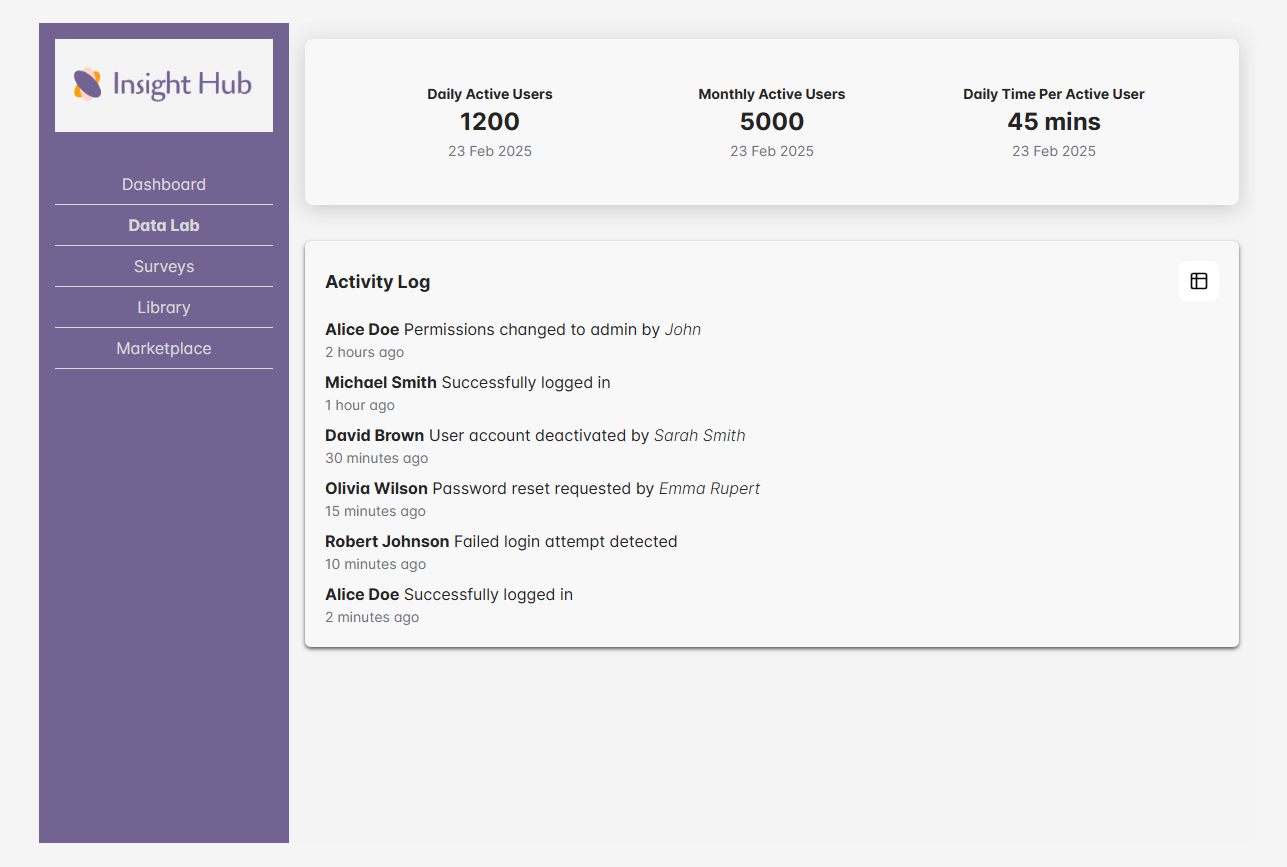 Insight Hub
Dashboard
Data Lab
Surveys
Library
Marketplace
Daily Active Users
1200
23 Feb 2025
Monthly Active Users
5000
23 Feb 2025
Daily Time Per Active User
45 mins
23 Feb 2025
Activity Log
Alice Doe Permissions changed to admin by John
2 hours ago
Michael Smith Successfully logged in
1 hour ago
David Brown User account deactivated by Sarah Smith
30 minutes ago
Olivia Wilson Password reset requested by Emma Rupert
15 minutes ago
Robert Johnson Failed login attempt detected
10 minutes ago
Alice Doe Successfully logged in
2 minutes ago